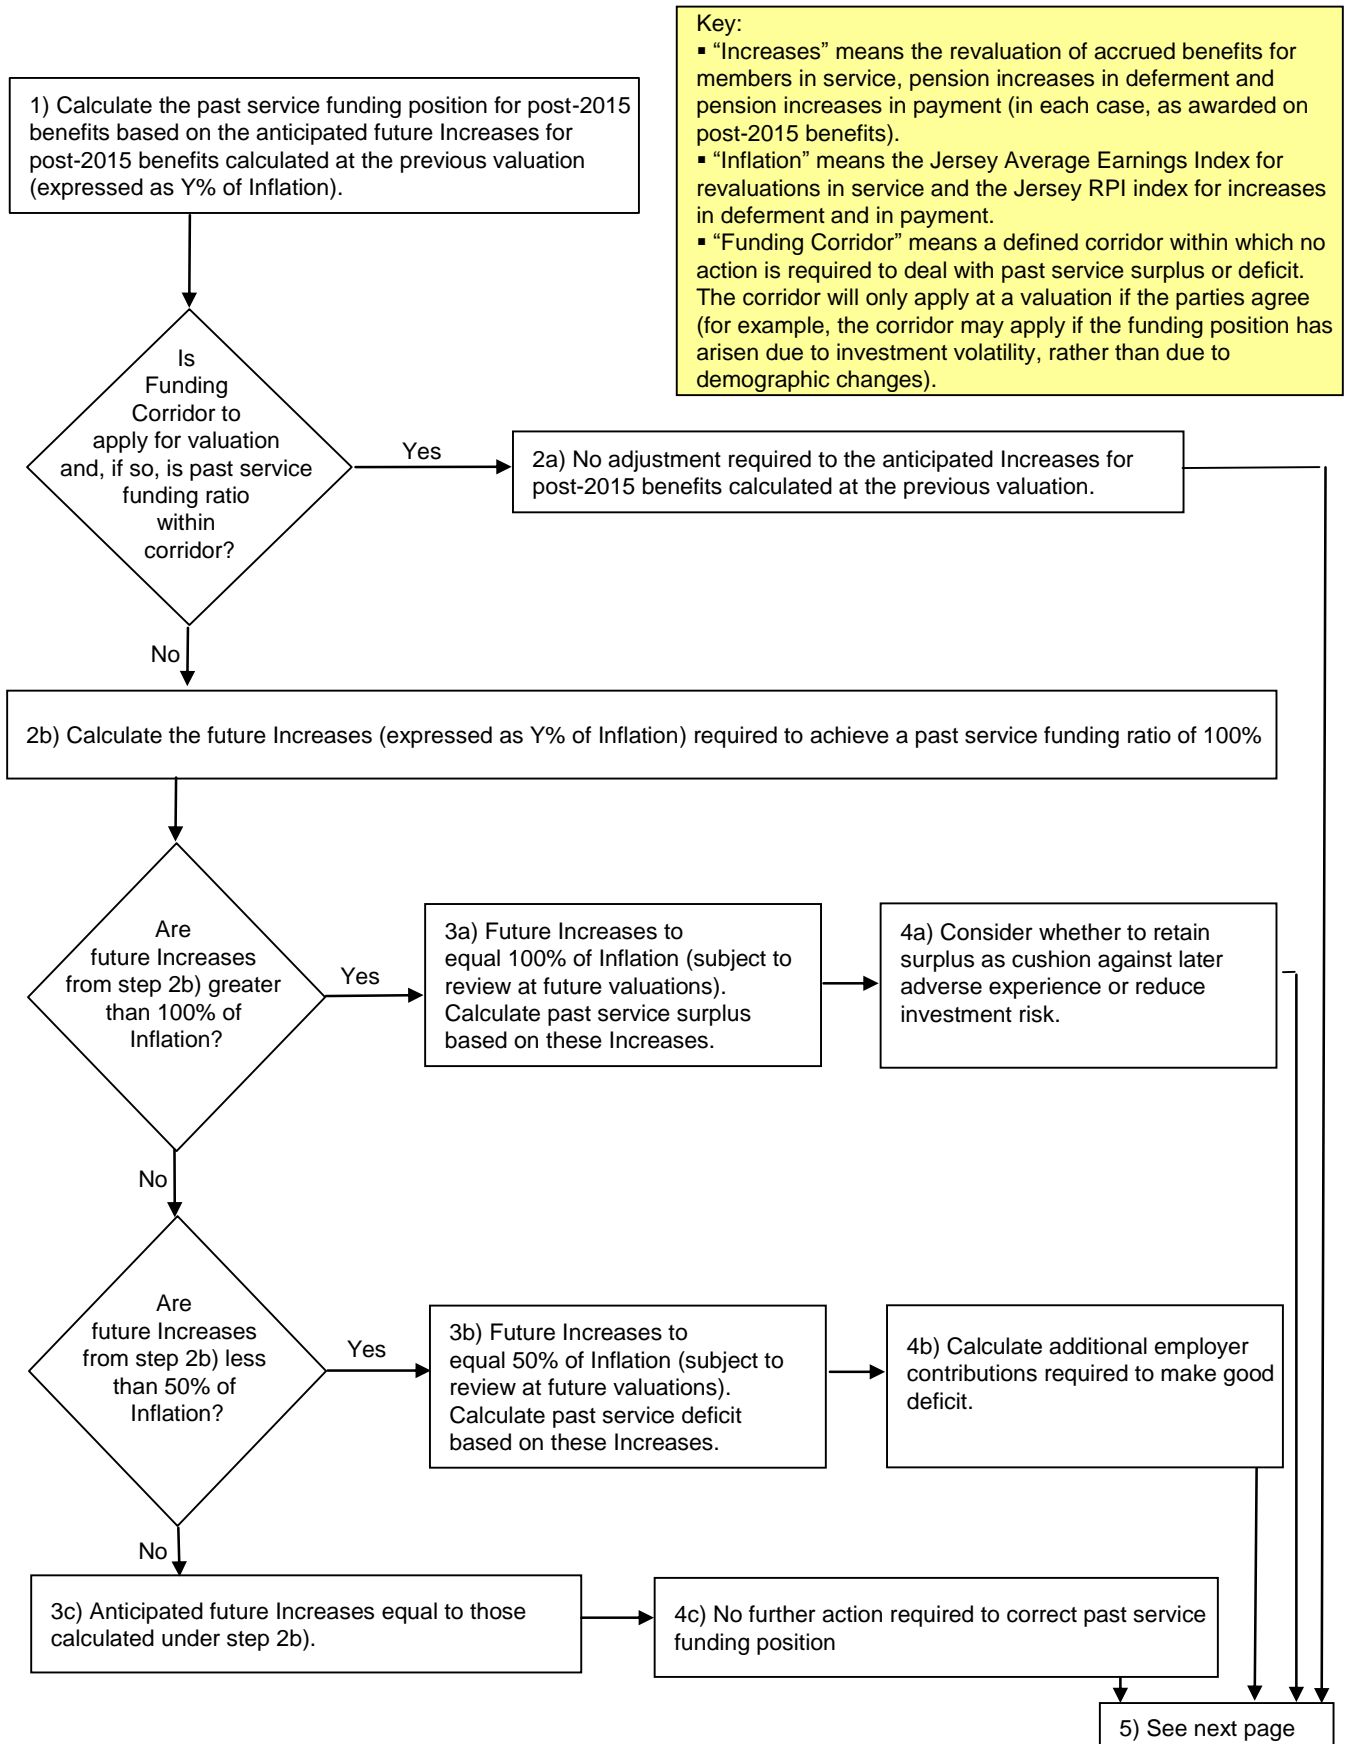 Key:
▪ “Increases” means the revaluation of accrued benefits for
members in service, pension increases in deferment and
pension increases in payment (in each case, as awarded on
post-2015 benefits).
▪ “Inflation” means the Jersey Average Earnings Index for
revaluations in service and the Jersey RPI index for increases
in deferment and in payment.
▪ “Funding Corridor” means a defined corridor within which no
action is required to deal with past service surplus or deficit.
The corridor will only apply at a valuation if the parties agree
(for example, the corridor may apply if the funding position has
arisen due to investment volatility, rather than due to
demographic changes).
1) Calculate the past service funding position for post-2015
benefits based on the anticipated future Increases for
post-2015 benefits calculated at the previous valuation
(expressed as Y% of Inflation).
Is
Funding
Corridor to
apply for valuation
and, if so, is past service
funding ratio
within
corridor?
Yes
2a) No adjustment required to the anticipated Increases for
post-2015 benefits calculated at the previous valuation.
No
2b) Calculate the future Increases (expressed as Y% of Inflation) required to achieve a past service funding ratio of 100%
Are
future Increases
from step 2b) greater
than 100% of
Inflation?
Yes
3a) Future Increases to
equal 100% of Inflation (subject to
review at future valuations).
Calculate past service surplus
based on these Increases.
4a) Consider whether to retain
surplus as cushion against later
adverse experience or reduce
investment risk.
No
Are
future Increases
from step 2b) less
than 50% of
Inflation?
Yes
3b) Future Increases to
equal 50% of Inflation (subject to
review at future valuations).
Calculate past service deficit
based on these Increases.
4b) Calculate additional employer
contributions required to make good
deficit.
No
3c) Anticipated future Increases equal to those
calculated under step 2b).
4c) No further action required to correct past service
funding position
5) See next page